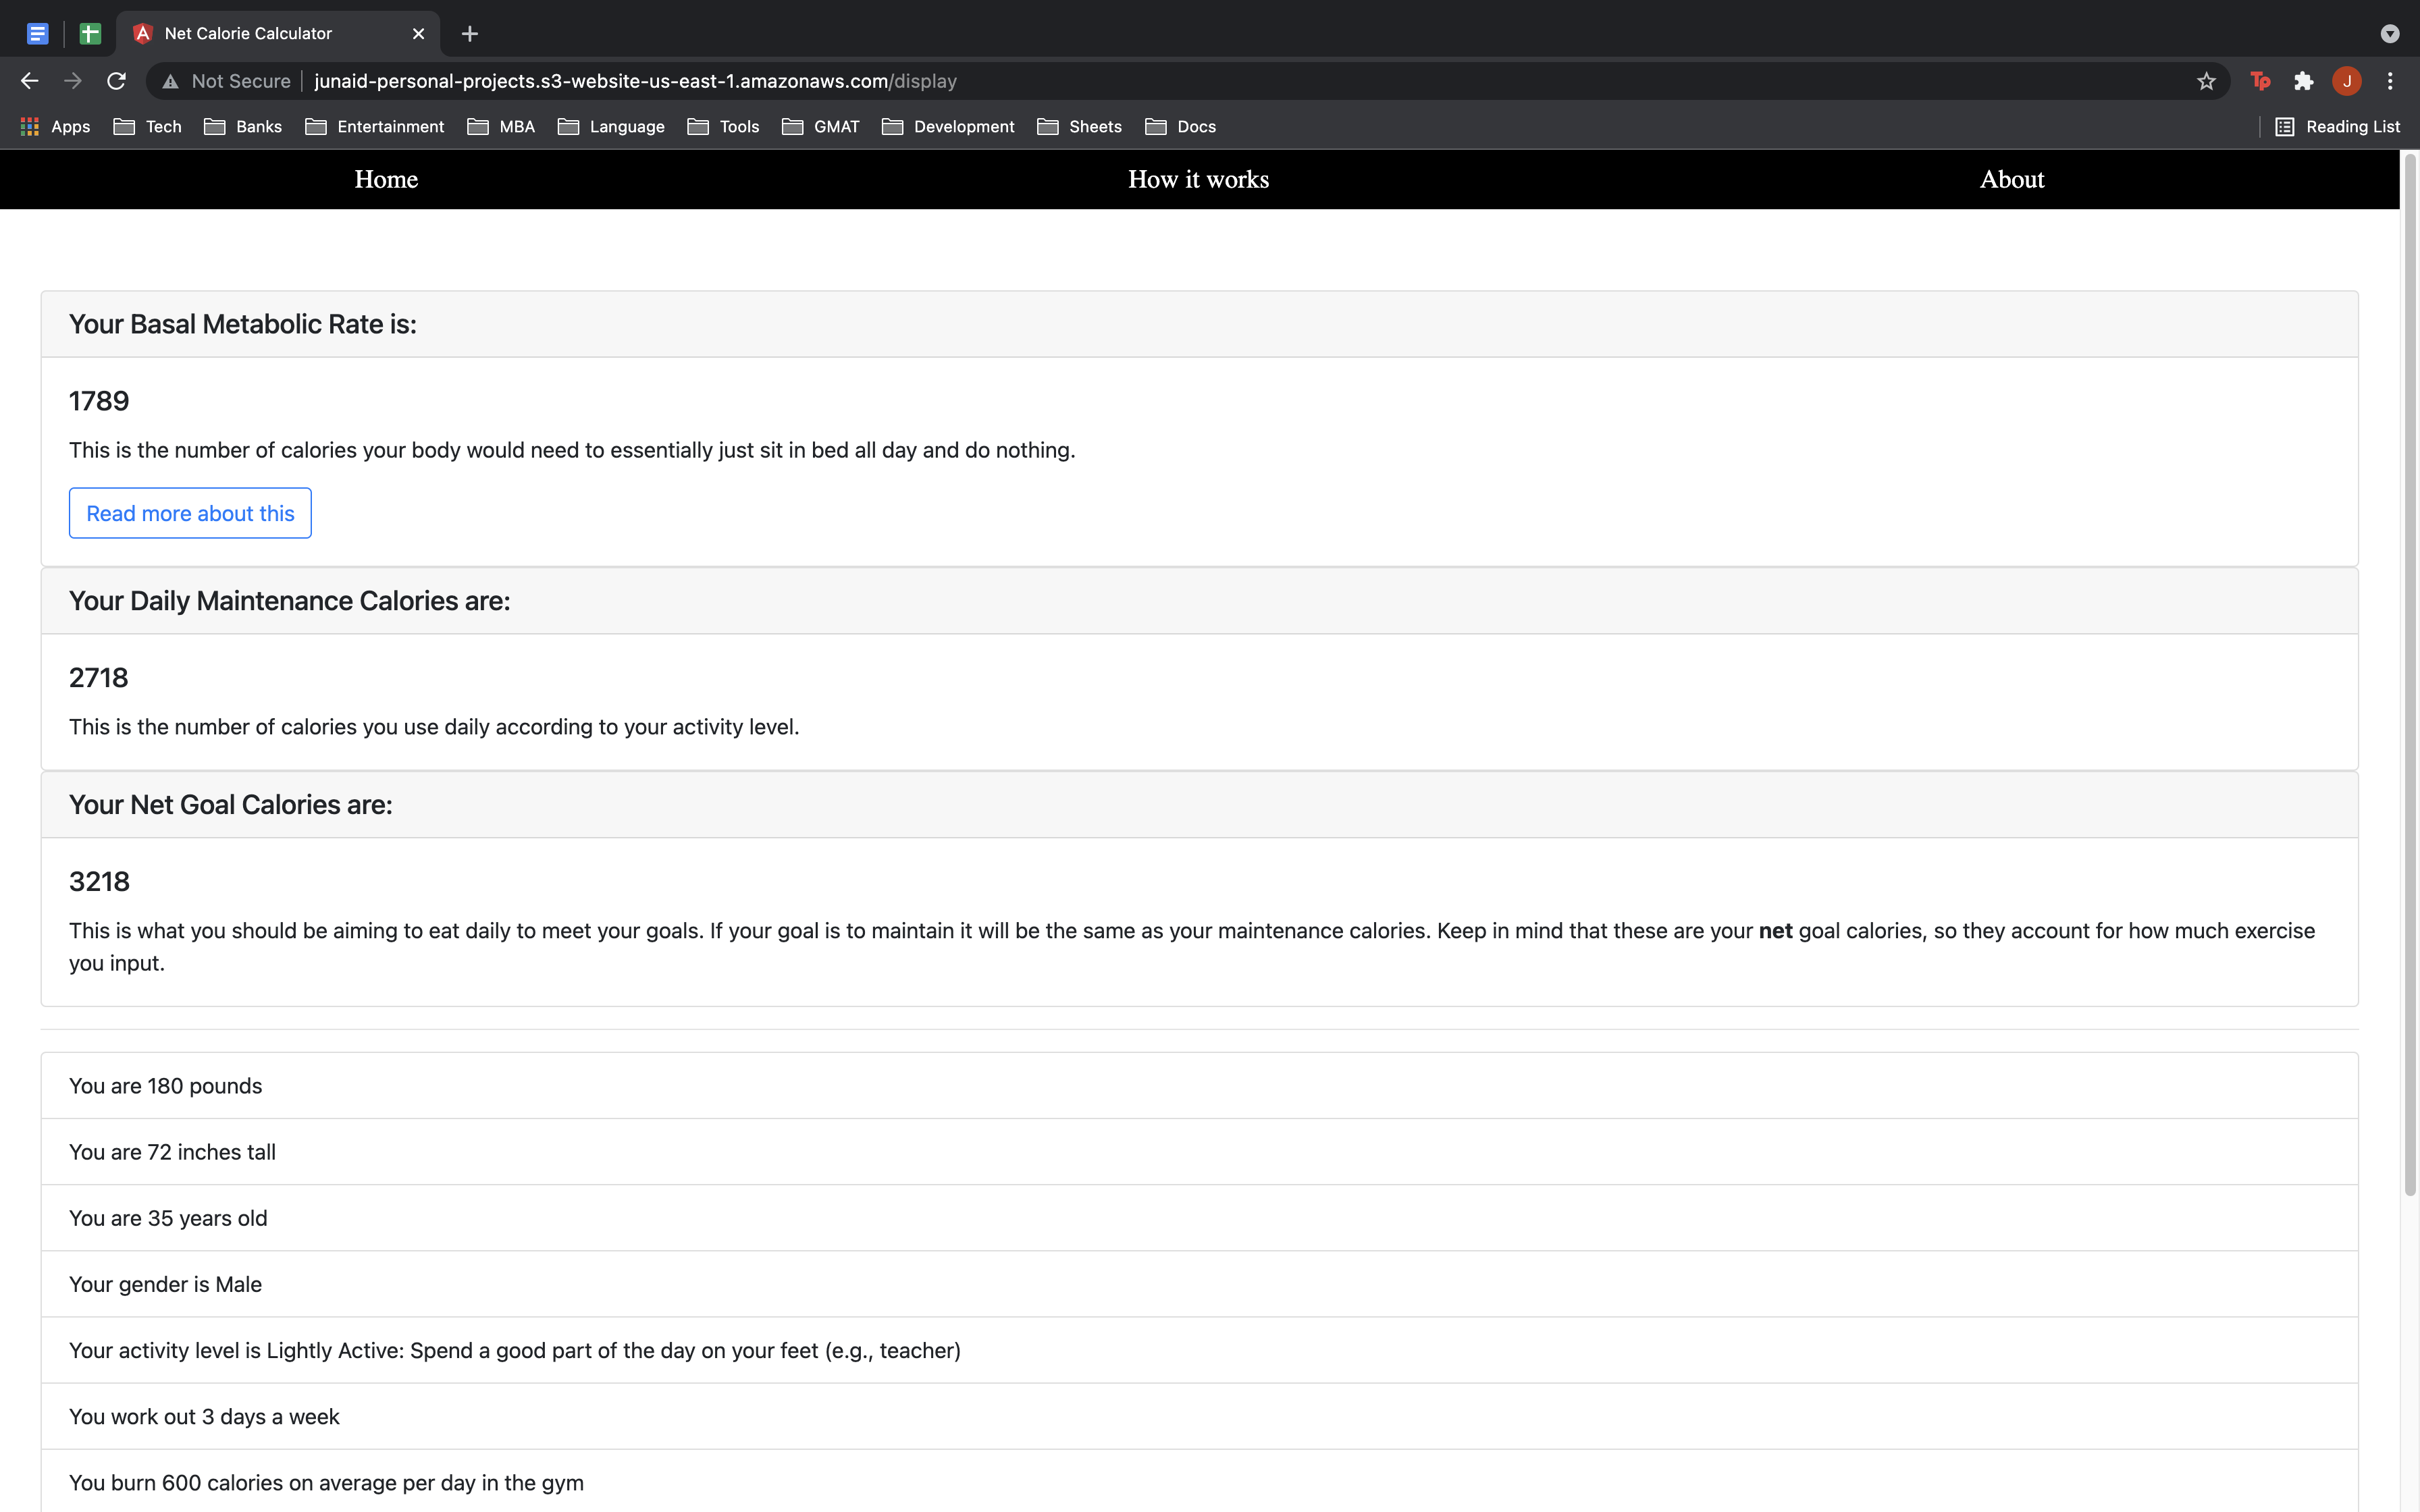 Net Calorie Calculator
Not Secure junaid-personal-projects.s3-website-us-east-1.amazonaws.com/display
J
Apps Tech Banks Entertainment MBA Language Tools GMAT Development Sheets Docs Reading List
Home How it works About
Your Basal Metabolic Rate is:
1789
This is the number of calories your body would need to essentially just sit in bed all day and do nothing.
Read more about this
Your Daily Maintenance Calories are:
2718
This is the number of calories you use daily according to your activity level.
Your Net Goal Calories are:
3218
This is what you should be aiming to eat daily to meet your goals. If your goal is to maintain it will be the same as your maintenance calories. Keep in mind that these are your net goal calories, so they account for how much exercise
you input.
You are 180 pounds
You are 72 inches tall
You are 35 years old
Your gender is Male
Your activity level is Lightly Active: Spend a good part of the day on your feet (e.g., teacher)
You work out 3 days a week
You burn 600 calories on average per day in the gym